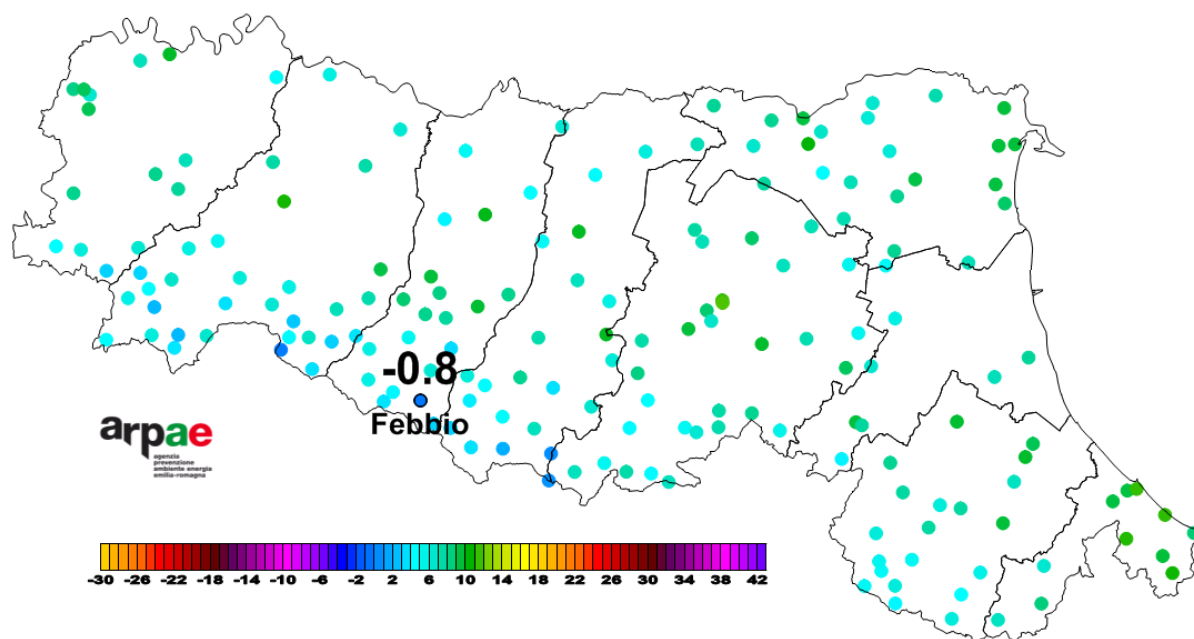 -0.8
Febbio
arpae
agenzia
prevenzione
ambiente energia
emilia-romagna
-30 -26 -22 -18 -14 -10 -6 -2 2 6 10 14 18 22 26 30 34 38 42